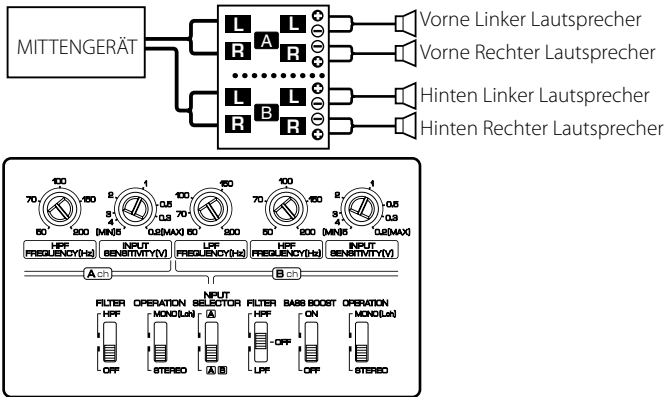 MITTENGERÄT
L L
A
R R
L L
B
R R
Vorne Linker Lautsprecher
Vorne Rechter Lautsprecher
Hinten Linker Lautsprecher
Hinten Rechter Lautsprecher
100 1 150 1
70 150 2 0.5 100 70 150 2 0.5
3 0.3 70 3 0.3
4 4
50 200 (MIN)5 0.2(MAX) 50 200 50 200 (MIN)5 0.2(MAX)
HPF INPUT LPF HPF INPUT
FREQUENCY(Hz) SENSITIVITY(V) FREQUENCY(Hz) FREQUENCY(Hz) SENSITIVITY(V)
A ch B ch
INPUT
FILTER OPERATION SELECTOR FILTER BASS BOOST OPERATION
HPF MONO(Lch) A HPF ON MONO(Lch)
OFF
OFF STEREO A B LPF OFF STEREO